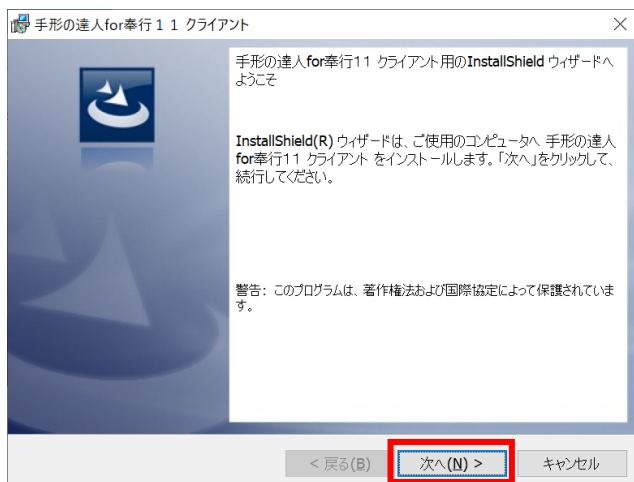 手形の達人for奉行１１ クライアント
手形の達人for奉行11 クライアント用のInstallShield ウィザードへ
ようこそ
InstallShield(R) ウィザードは、ご使用のコンピュータへ 手形の達人
for奉行11 クライアント をインストールします。「次へ」をクリックして、
続行してください。
警告: このプログラムは、著作権法および国際協定によって保護されていま
す。
< 戻る(B) 次へ(N) > キャンセル